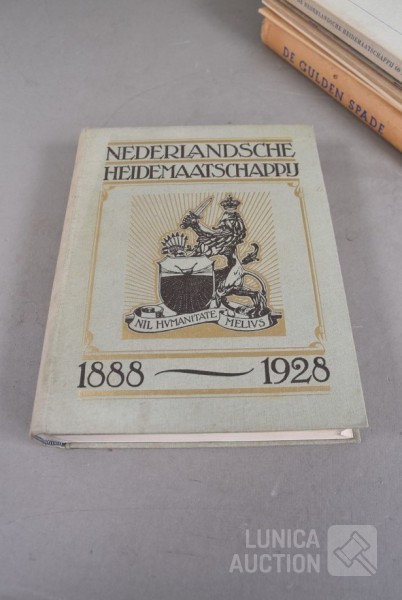 NEDERLANDSCHE
HEIDEMAATSCHAPPIJ
NIL HVMANITATE MELIVS
1888 — 1928
DE GULDEN SPADE
LUNICA
AUCTION